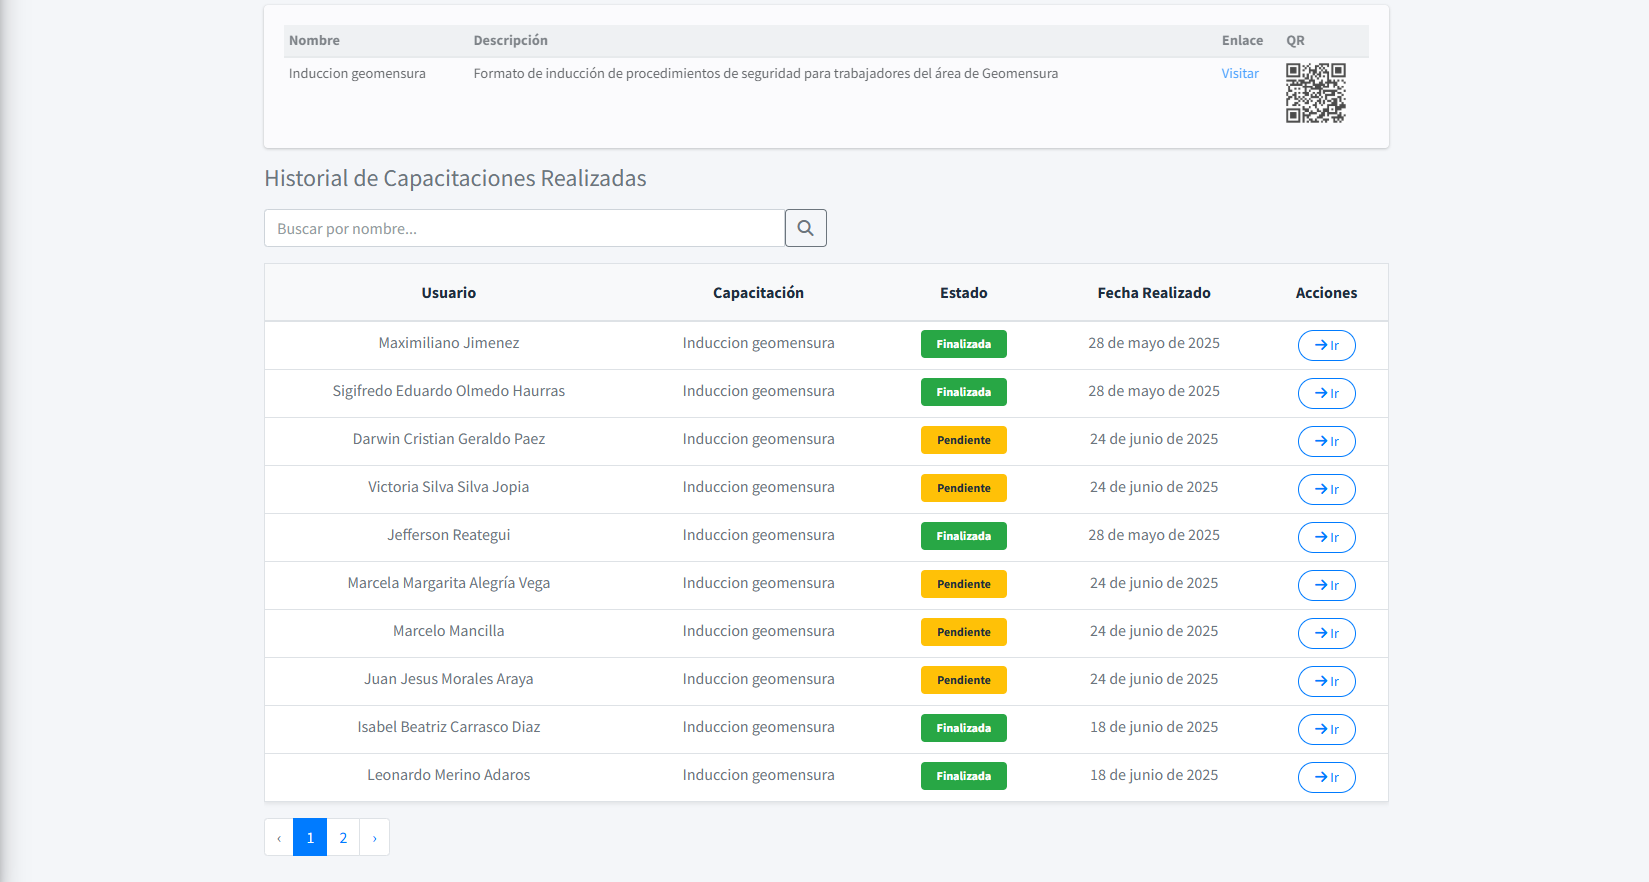 Nombre Descripción Enlace QR
Induccion geomensura Formato de inducción de procedimientos de seguridad para trabajadores del área de Geomensura Visitar
Historial de Capacitaciones Realizadas
Buscar por nombre...
Usuario Capacitación Estado Fecha Realizado Acciones
Maximiliano Jimenez Induccion geomensura Finalizada 28 de mayo de 2025 Ir
Sigifredo Eduardo Olmedo Haurras Induccion geomensura Finalizada 28 de mayo de 2025 Ir
Darwin Cristian Geraldo Paez Induccion geomensura Pendiente 24 de junio de 2025 Ir
Victoria Silva Silva Jopia Induccion geomensura Pendiente 24 de junio de 2025 Ir
Jefferson Reategui Induccion geomensura Finalizada 28 de mayo de 2025 Ir
Marcela Margarita Alegría Vega Induccion geomensura Pendiente 24 de junio de 2025 Ir
Marcelo Mancilla Induccion geomensura Pendiente 24 de junio de 2025 Ir
Juan Jesus Morales Araya Induccion geomensura Pendiente 24 de junio de 2025 Ir
Isabel Beatriz Carrasco Diaz Induccion geomensura Finalizada 18 de junio de 2025 Ir
Leonardo Merino Adaros Induccion geomensura Finalizada 18 de junio de 2025 Ir
‹ 1 2 ›